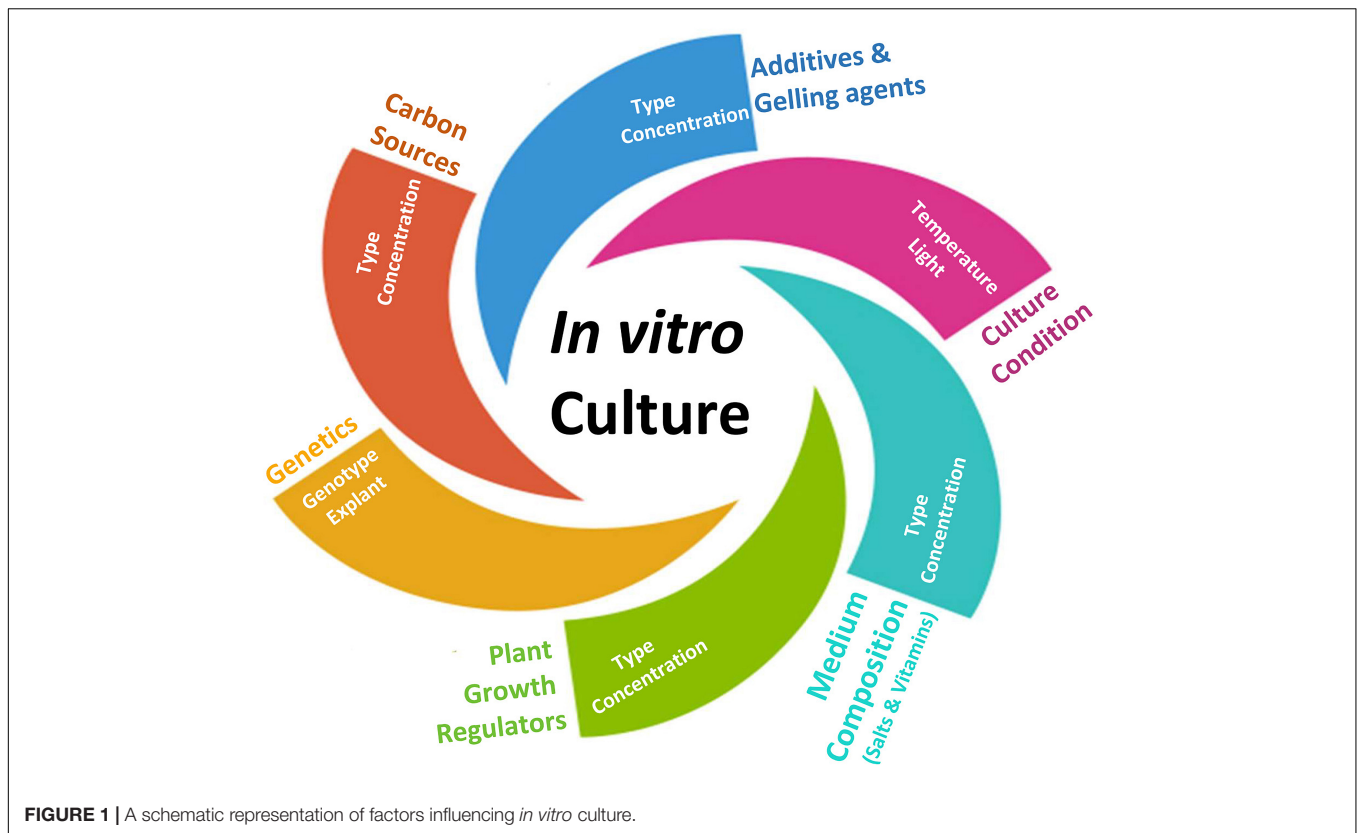 Additives &
Gelling agents
Type
Concentration
Carbon
Sources
Type
Concentration
Temperature
Light
Culture
Condition
In vitro
Culture
Genetics
Genotype
Explant
Type
Concentration
Medium
Composition
(Salts & Vitamins)
Plant
Growth
Regulators
Type
Concentration
FIGURE 1 | A schematic representation of factors influencing in vitro culture.